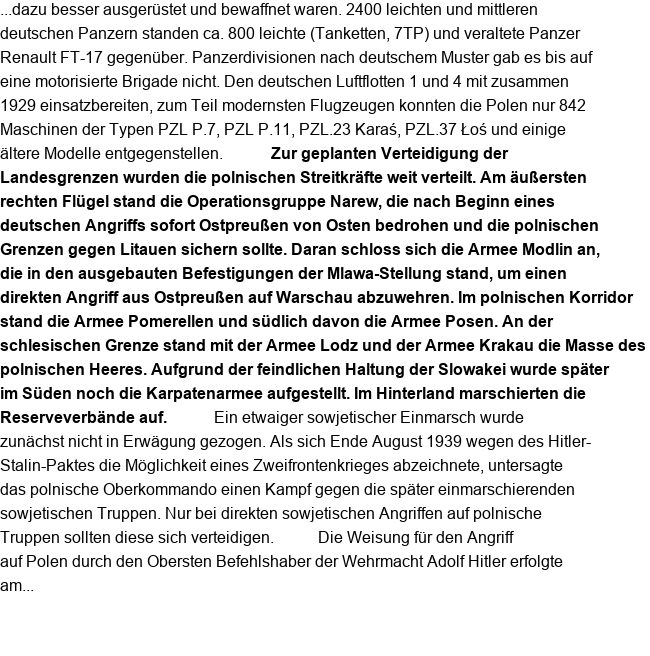 ...dazu besser ausgerüstet und bewaffnet waren. 2400 leichten und mittleren
deutschen Panzern standen ca. 800 leichte (Tanketten, 7TP) und veraltete Panzer
Renault FT-17 gegenüber. Panzerdivisionen nach deutschem Muster gab es bis auf
eine motorisierte Brigade nicht. Den deutschen Luftflotten 1 und 4 mit zusammen
1929 einsatzbereiten, zum Teil modernsten Flugzeugen konnten die Polen nur 842
Maschinen der Typen PZL P.7, PZL P.11, PZL.23 Karaś, PZL.37 Łoś und einige
ältere Modelle entgegenstellen. Zur geplanten Verteidigung der
Landesgrenzen wurden die polnischen Streitkräfte weit verteilt. Am äußersten
rechten Flügel stand die Operationsgruppe Narew, die nach Beginn eines
deutschen Angriffs sofort Ostpreußen von Osten bedrohen und die polnischen
Grenzen gegen Litauen sichern sollte. Daran schloss sich die Armee Modlin an,
die in den ausgebauten Befestigungen der Mlawa-Stellung stand, um einen
direkten Angriff aus Ostpreußen auf Warschau abzuwehren. Im polnischen Korridor
stand die Armee Pomerellen und südlich davon die Armee Posen. An der
schlesischen Grenze stand mit der Armee Lodz und der Armee Krakau die Masse des
polnischen Heeres. Aufgrund der feindlichen Haltung der Slowakei wurde später
im Süden noch die Karpatenarmee aufgestellt. Im Hinterland marschierten die
Reserveverbände auf. Ein etwaiger sowjetischer Einmarsch wurde
zunächst nicht in Erwägung gezogen. Als sich Ende August 1939 wegen des Hitler-
Stalin-Paktes die Möglichkeit eines Zweifrontenkrieges abzeichnete, untersagte
das polnische Oberkommando einen Kampf gegen die später einmarschierenden
sowjetischen Truppen. Nur bei direkten sowjetischen Angriffen auf polnische
Truppen sollten diese sich verteidigen. Die Weisung für den Angriff
auf Polen durch den Obersten Befehlshaber der Wehrmacht Adolf Hitler erfolgte
am...